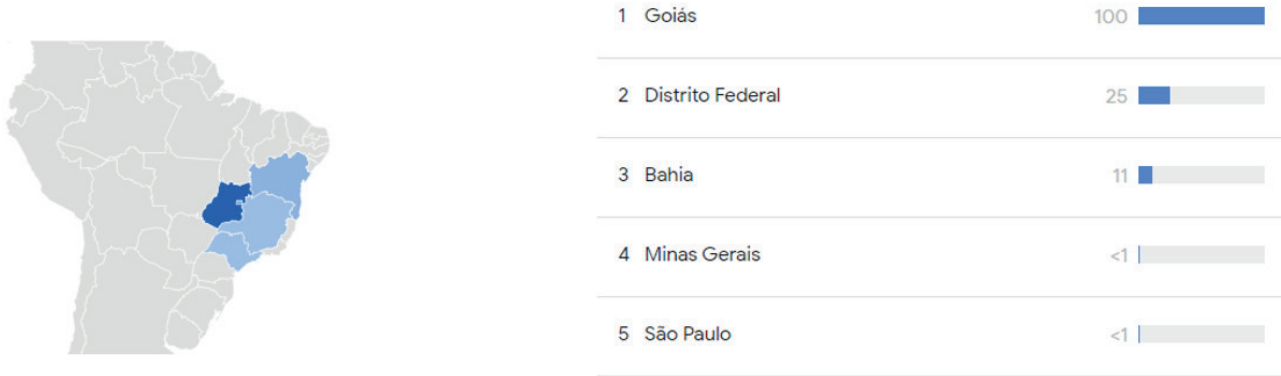 1 Goiás 100
2 Distrito Federal 25
3 Bahia 11
4 Minas Gerais <1
5 São Paulo <1